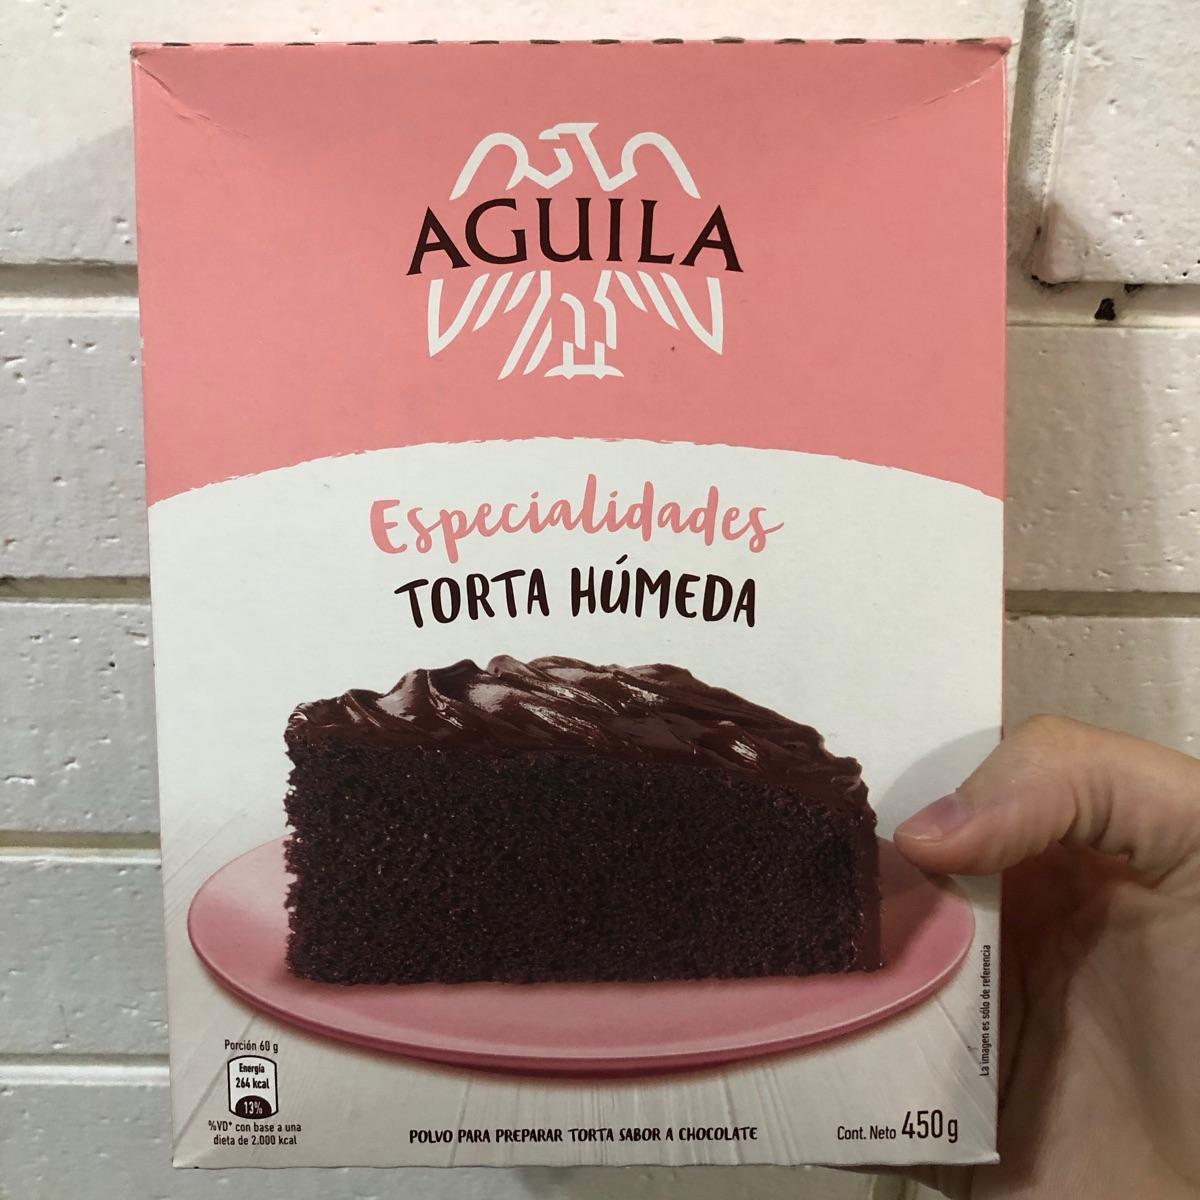 AGUILA
Especialidades
TORTA HÚMEDA
La imagen es sólo de referencia
Porción 60 g
Energía
264 kcal
13%
%VD* con base a una
dieta de 2.000 kcal
POLVO PARA PREPARAR TORTA SABOR A CHOCOLATE
Cont. Neto 450 g